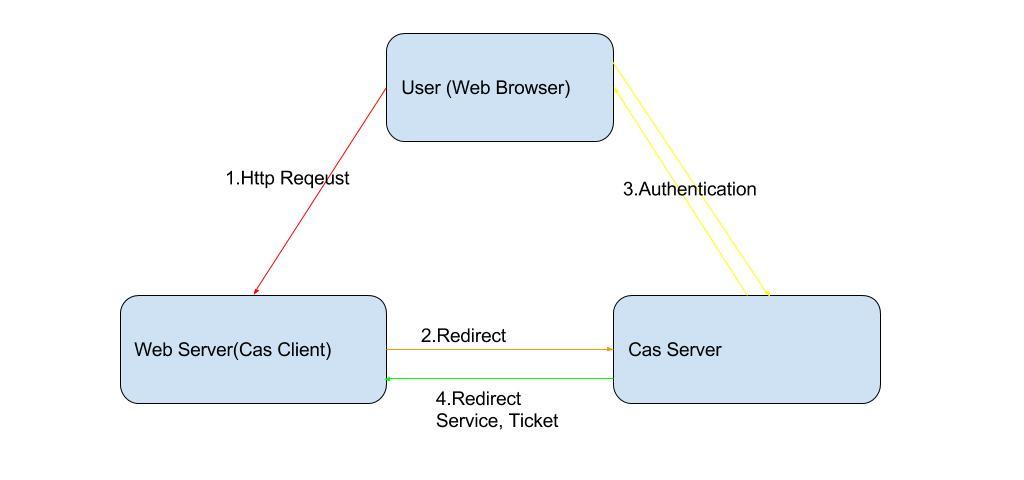 User (Web Browser)
1.Http Reqeust
3.Authentication
2.Redirect
Web Server(Cas Client)
Cas Server
4.Redirect
Service, Ticket